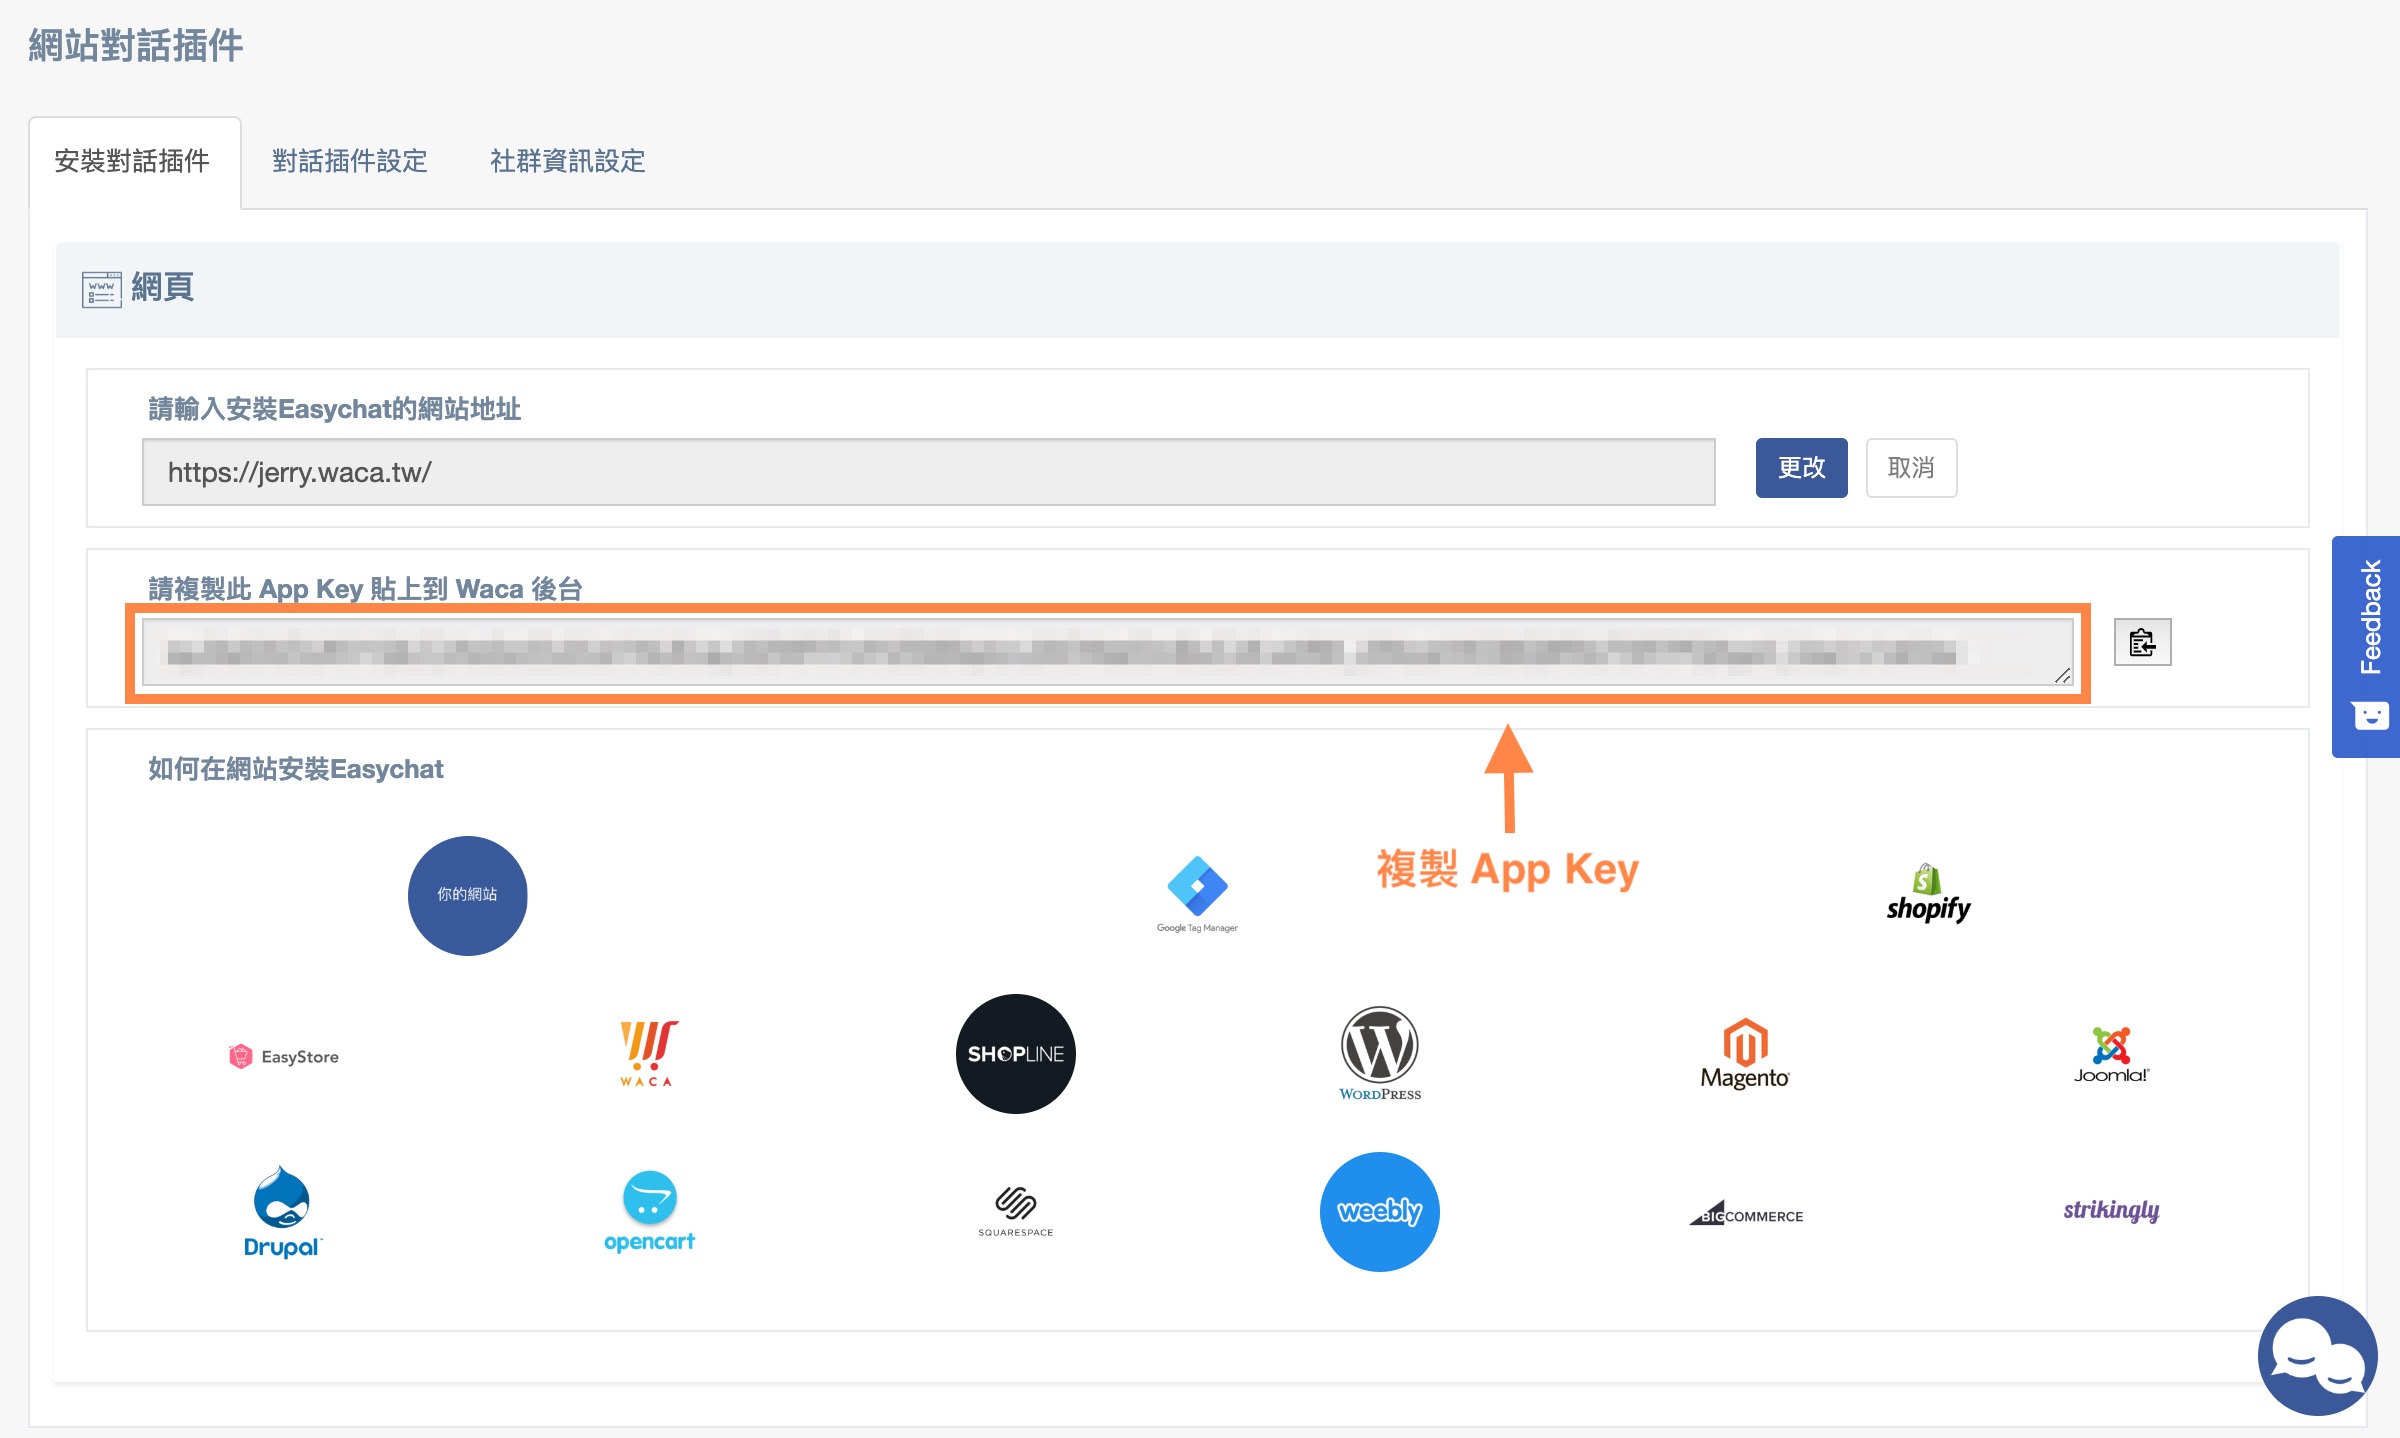 網站對話插件
安裝對話插件 對話插件設定 社群資訊設定
www 網頁
請輸入安裝Easychat的網站地址
https://jerry.waca.tw/ 更改 取消
請複製此 App Key 貼上到 Waca 後台
Feedback
如何在網站安裝Easychat
複製 App Key
你的網站 Google Tag Manager shopify
EasyStore WACA SHOPLINE WORDPRESS Magento Joomla!
Drupal opencart SQUARESPACE weebly BIGCOMMERCE strikingly